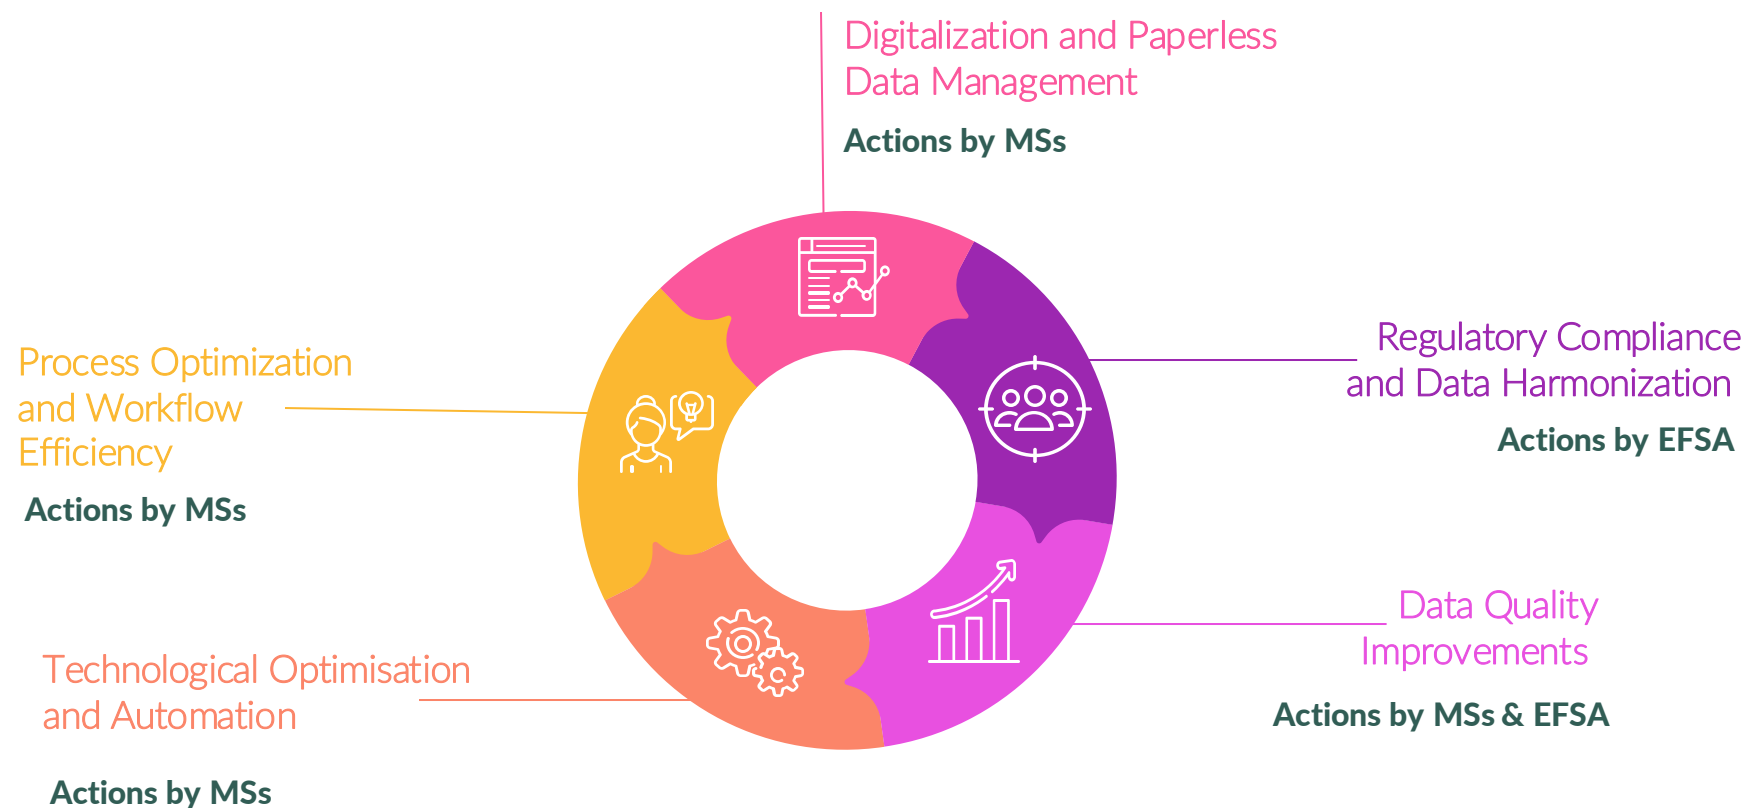 Digitalization and Paperless
Data Management
Actions by MSs
Regulatory Compliance
and Data Harmonization
Actions by EFSA
Process Optimization
and Workflow
Efficiency
Actions by MSs
Data Quality
Improvements
Actions by MSs & EFSA
Technological Optimisation
and Automation
Actions by MSs